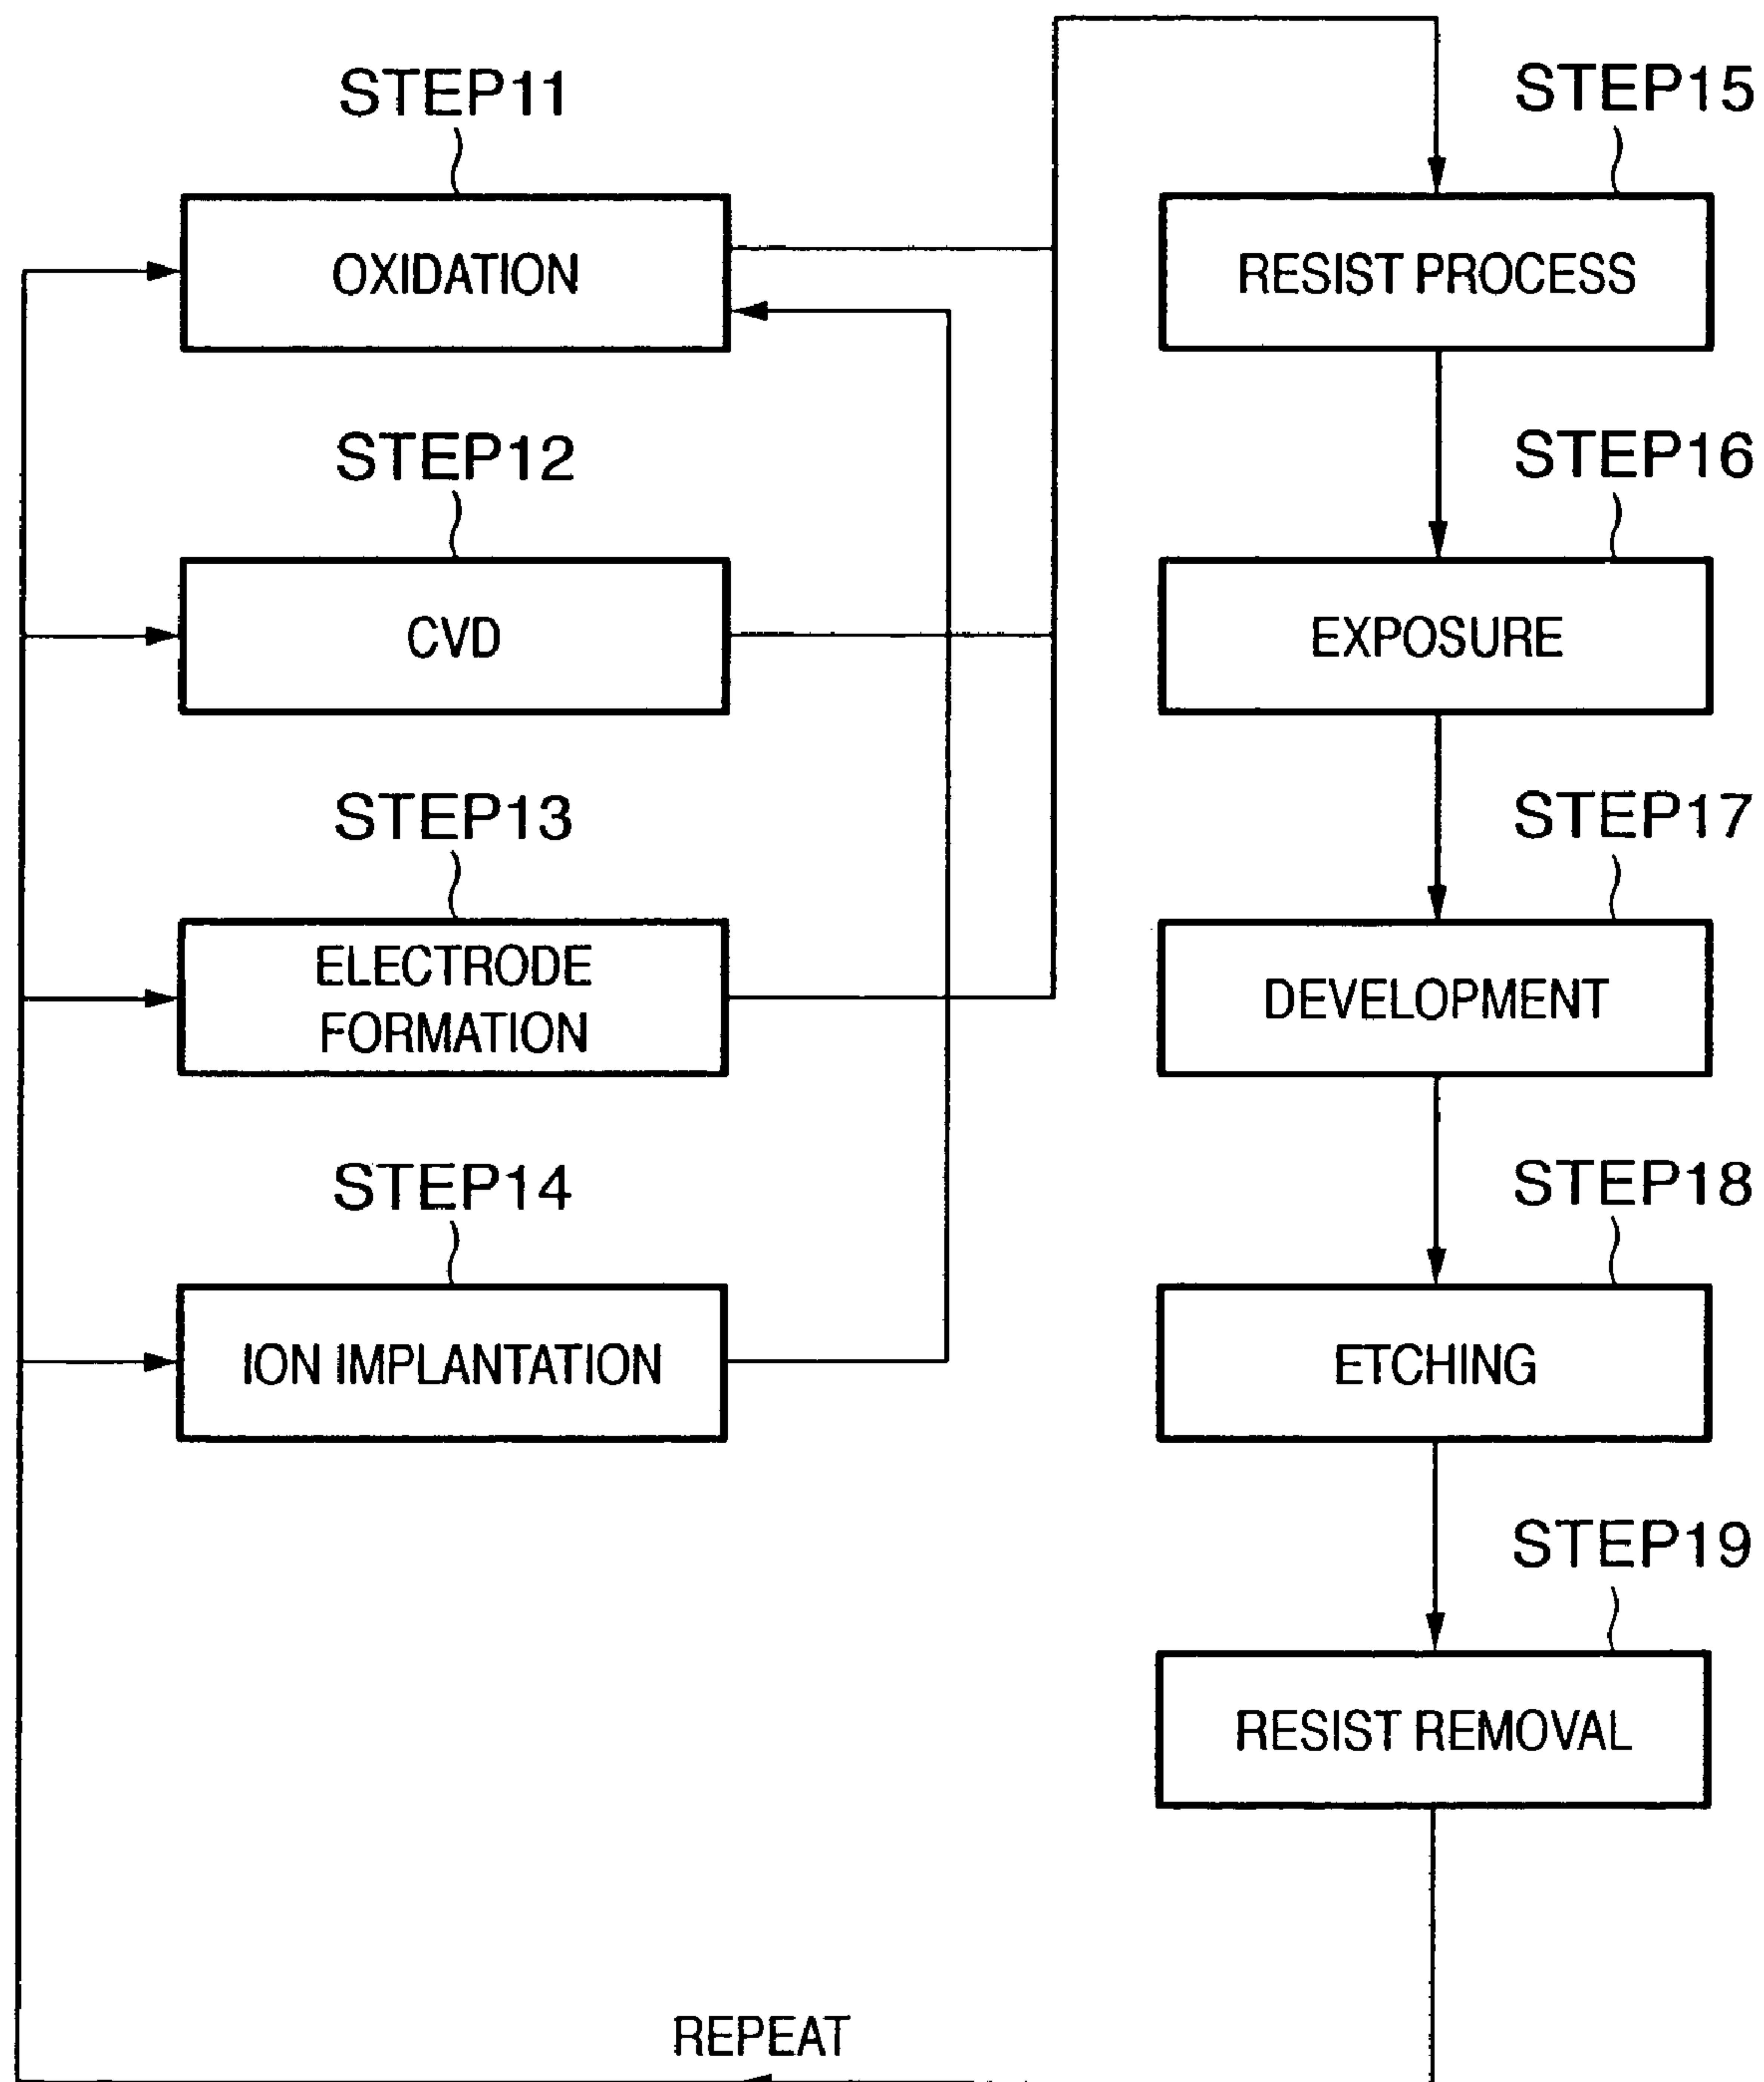 STEP11
OXIDATION
STEP12
CVD
STEP13
ELECTRODE
FORMATION
STEP14
ION IMPLANTATION
STEP15
RESIST PROCESS
STEP16
EXPOSURE
STEP17
DEVELOPMENT
STEP18
ETCHING
STEP19
RESIST REMOVAL
REPEAT